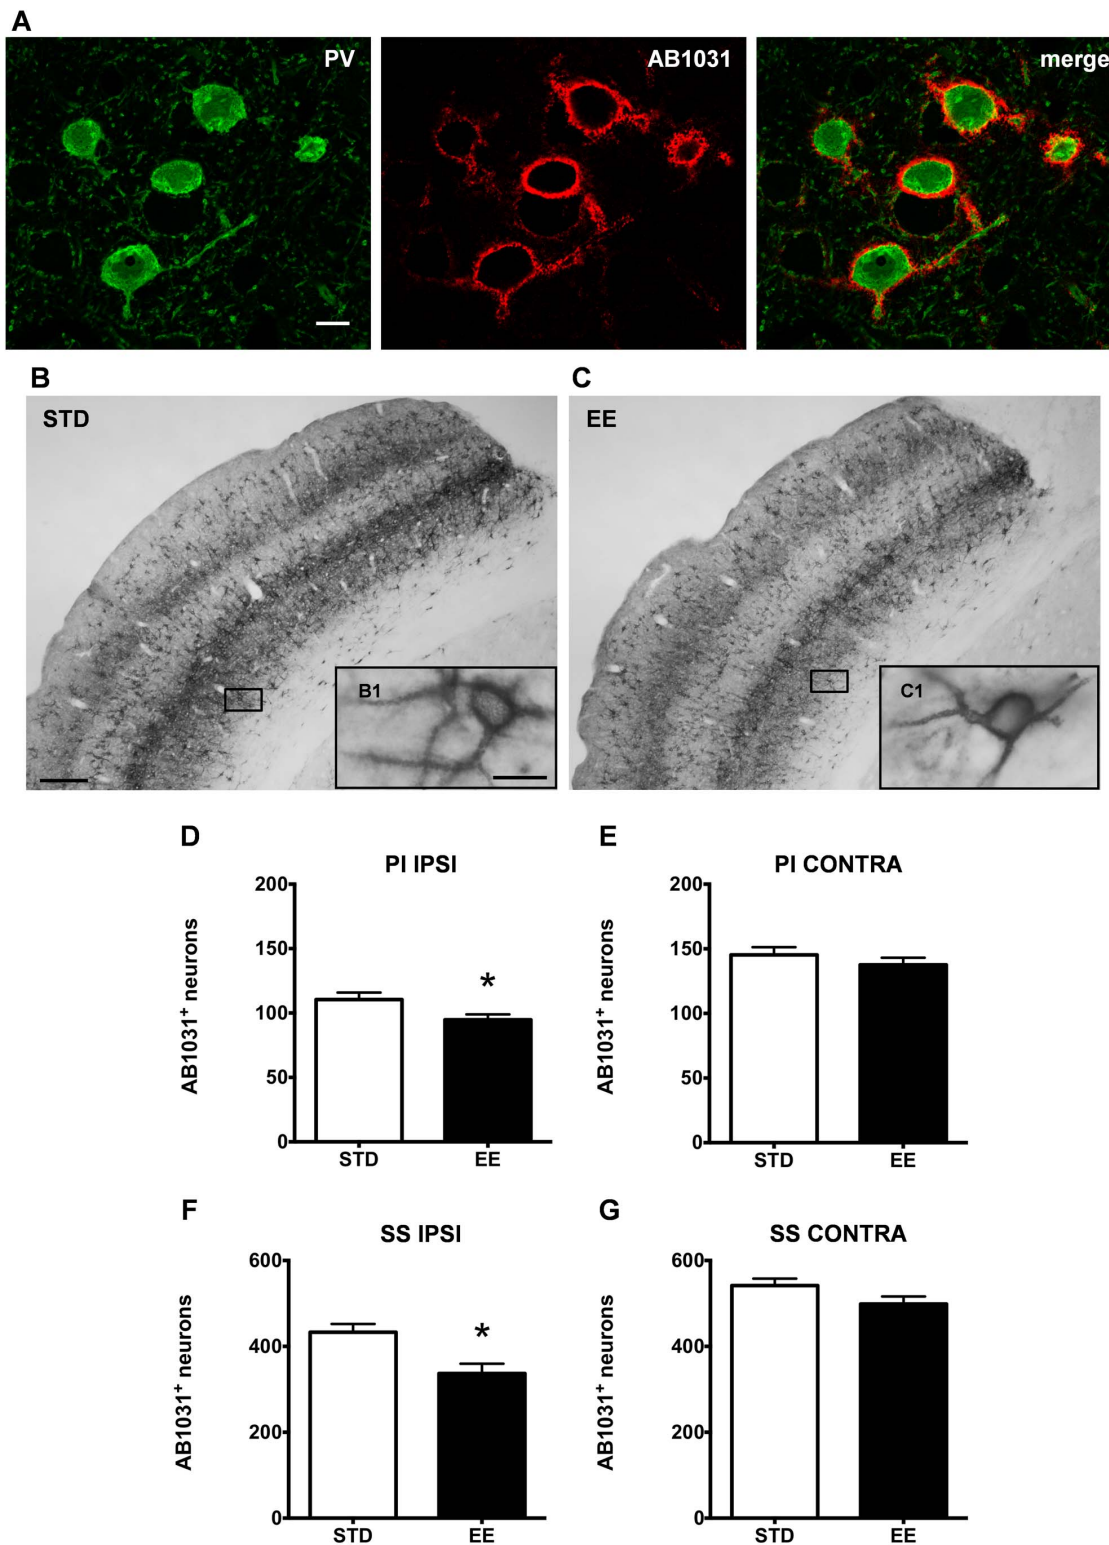 A
PV
AB1031
merge
B
C
STD
EE
B1
C1
D
E
PI IPSI
PI CONTRA
AB1031+ neurons
200
150
100
50
0
*
STD
EE
AB1031+ neurons
200
150
100
50
0
STD
EE
F
G
SS IPSI
SS CONTRA
AB1031+ neurons
600
400
200
0
*
STD
EE
AB1031+ neurons
600
400
200
0
STD
EE